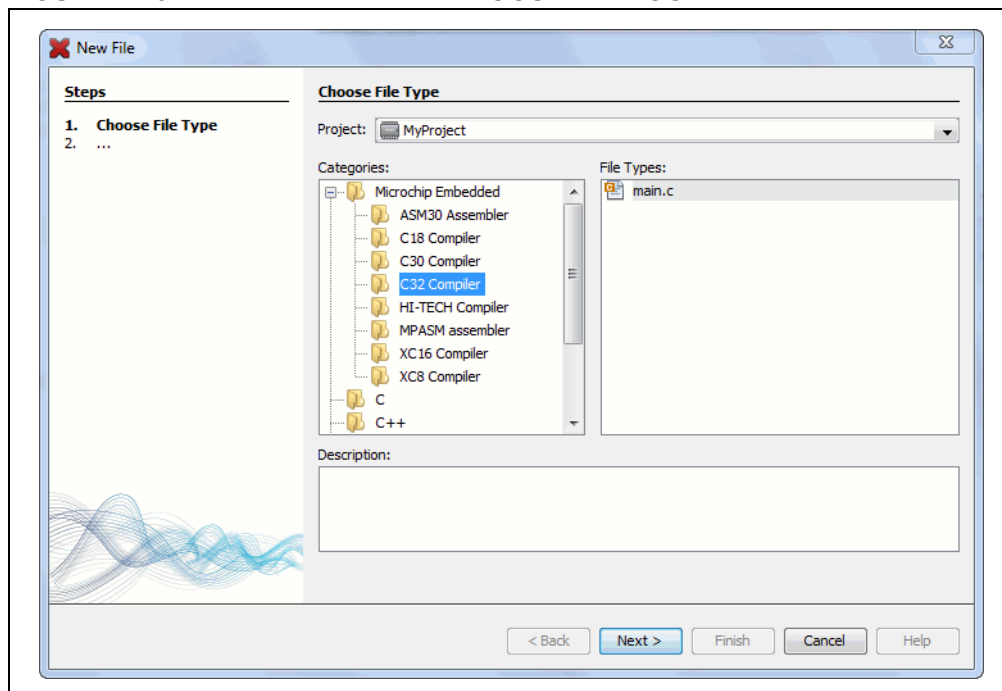 New File
Steps
1. Choose File Type
2. ...
Choose File Type
Project: MyProject
Categories:
Microchip Embedded
ASM30 Assembler
C18 Compiler
C30 Compiler
C32 Compiler
HI-TECH Compiler
MPASM assembler
XC16 Compiler
XC8 Compiler
C
C++
File Types:
main.c
Description:
< Back Next > Finish Cancel Help